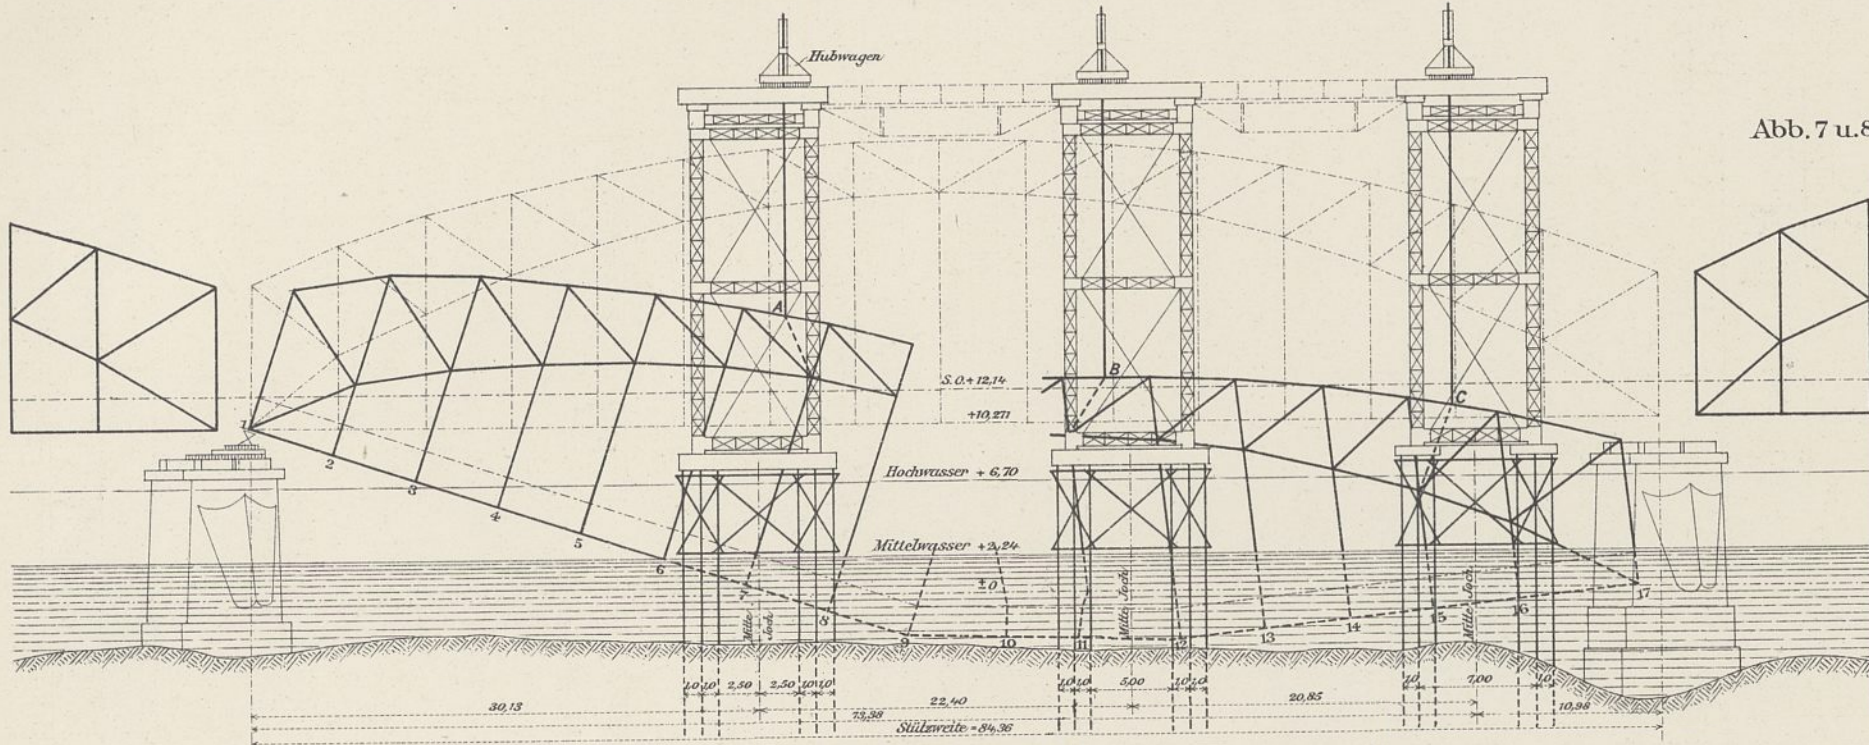 Hubwagen
Abb. 7 u. 8
A
B
C
S.O. + 12,14
+10,271
Hochwasser + 6,70
Mittelwasser +2,24
± 0
1
2
3
4
5
6
7
8
9
10
11
12
13
14
15
16
17
Mitte Joch
Mitte Joch
Mitte Joch
1,0 1,0 2,50 2,50 1,0 1,0
1,0 1,0 5,00 1,0 1,0
1,0 7,00 1,0
30,13
22,40
20,85
10,98
73,38
Stützweite = 84,36